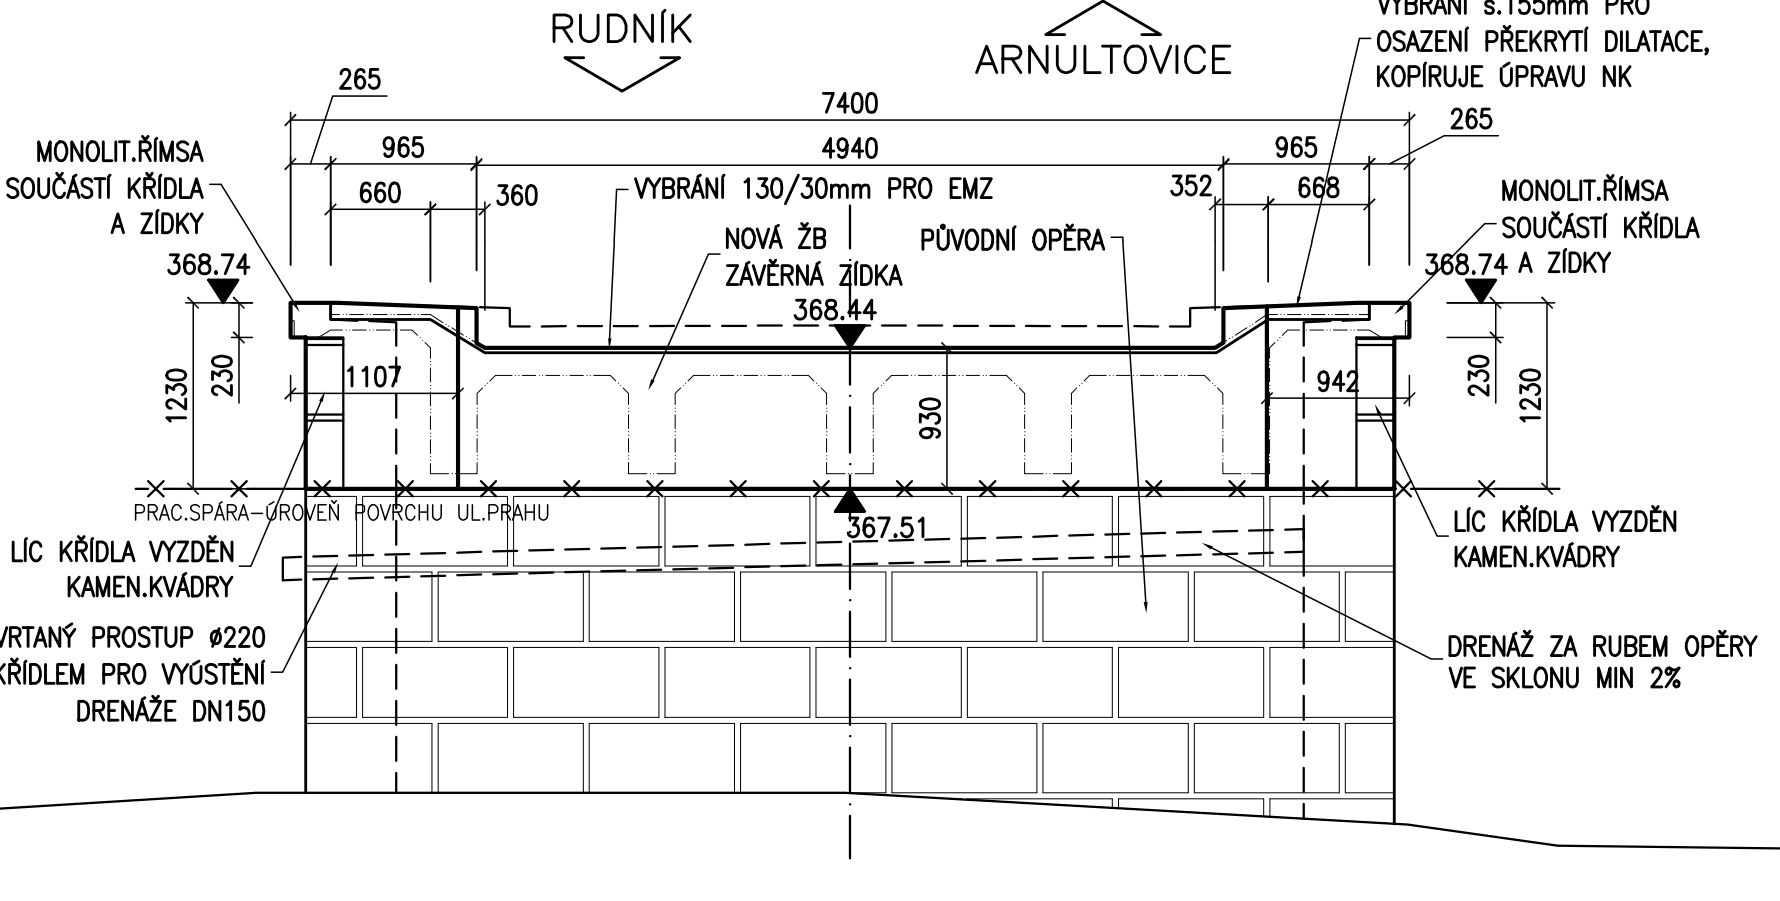 RUDNÍK
ARNULTOVICE
VYBRÁNÍ š.155mm PRO
OSAZENÍ PŘEKRYTÍ DILATACE,
KOPÍRUJE ÚPRAVU NK
265
7400
265
965
4940
965
MONOLIT.ŘÍMSA
SOUČÁSTÍ KŘÍDLA
A ZÍDKY
660
360
VYBRÁNÍ 130/30mm PRO EMZ
352
668
MONOLIT.ŘÍMSA
SOUČÁSTÍ KŘÍDLA
A ZÍDKY
NOVÁ ŽB
ZÁVĚRNÁ ZÍDKA
PŮVODNÍ OPĚRA
368.74
368.74
368.44
1230
230
1107
930
942
230
1230
PRAC.SPÁRA-ÚROVEŇ POVRCHU UL.PRAHU
367.51
LÍC KŘÍDLA VYZDĚN
KAMEN.KVÁDRY
LÍC KŘÍDLA VYZDĚN
KAMEN.KVÁDRY
VRTANÝ PROSTUP ø220
KŘÍDLEM PRO VYÚSTĚNÍ
DRENÁŽE DN150
DRENÁŽ ZA RUBEM OPĚRY
VE SKLONU MIN 2%